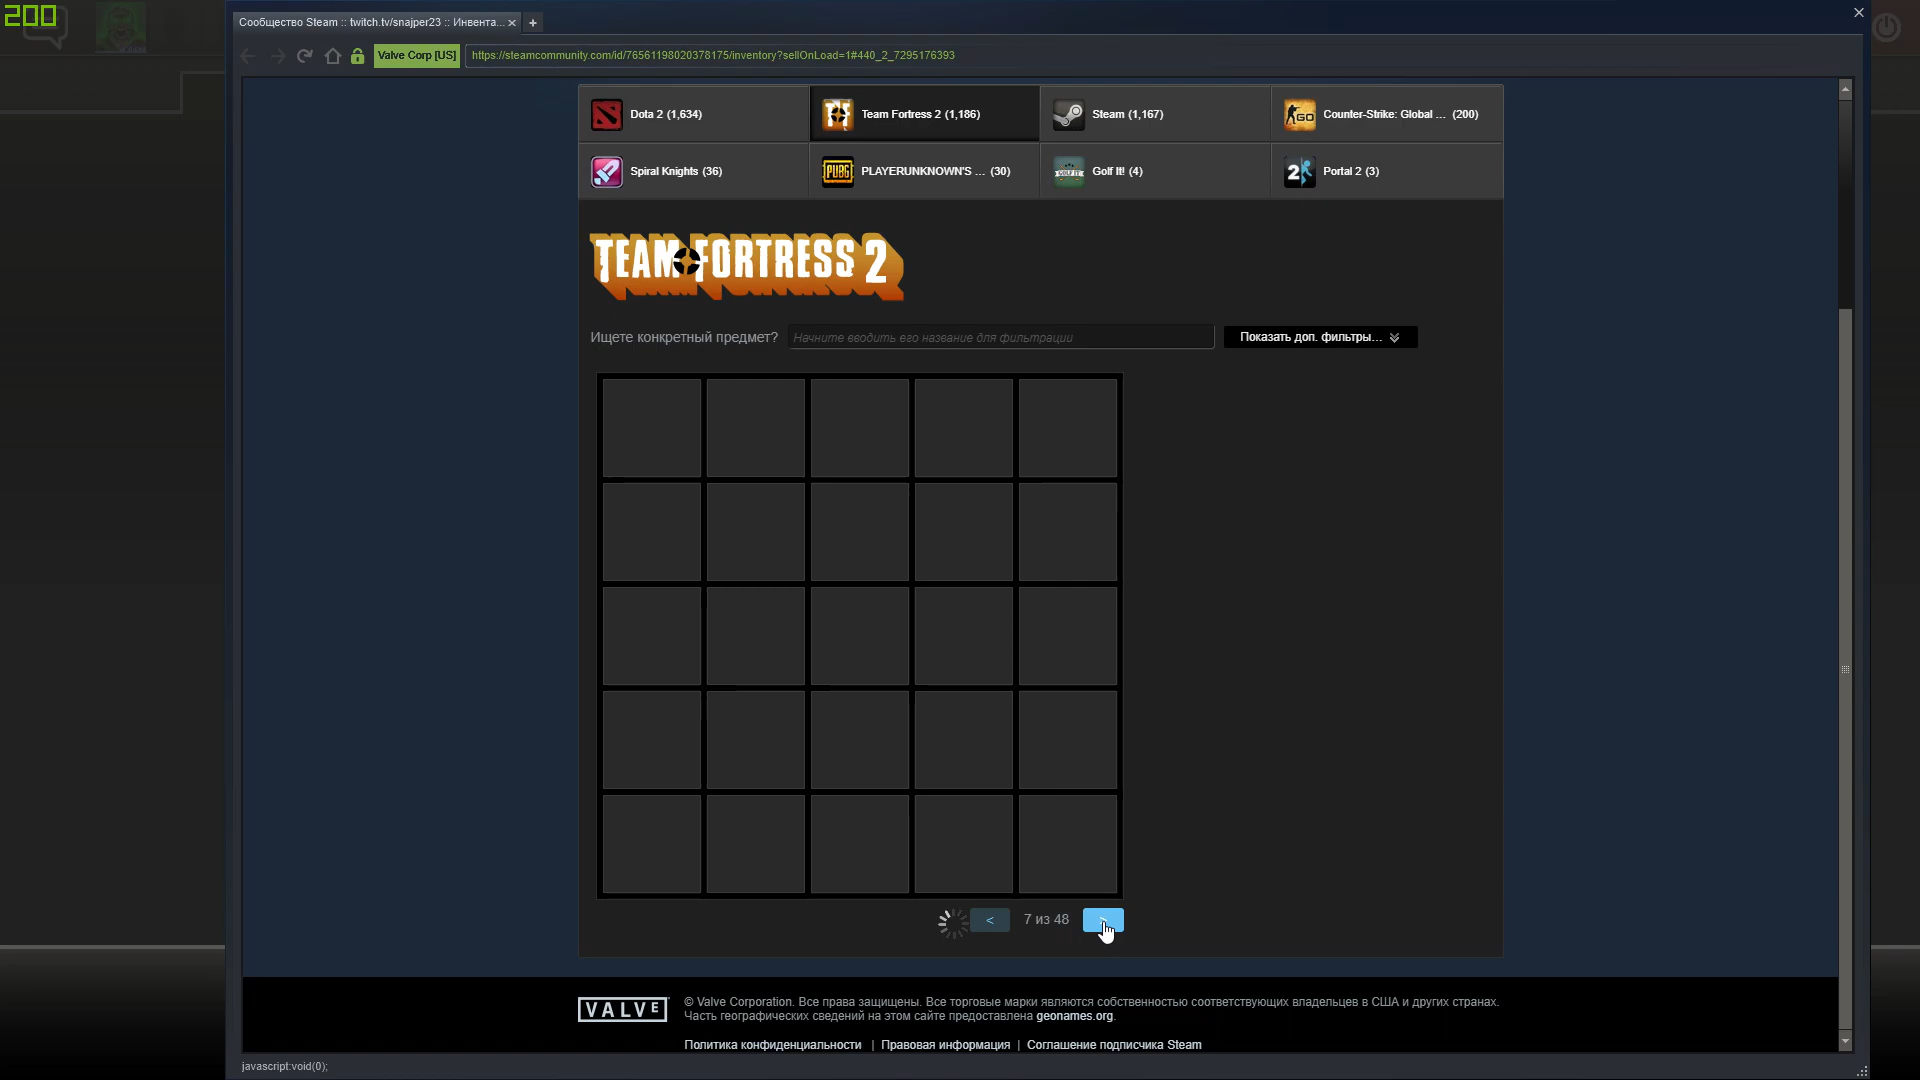 200
Сообщество Steam :: twitch.tv/snajper23 :: Инвента...
Valve Corp [US]
https://steamcommunity.com/id/76561198020378175/inventory?sellOnLoad=1#440_2_7295176393
Dota 2 (1,634)
Team Fortress 2 (1,186)
Steam (1,167)
GO
Counter-Strike: Global ... (200)
Spiral Knights (36)
PUBG
PLAYERUNKNOWN'S ... (30)
GOLF IT
Golf It! (4)
2
Portal 2 (3)
TEAM FORTRESS 2
Ищете конкретный предмет?
Начните вводить его название для фильтрации
Показать доп. фильтры...
<
7 из 48
>
VALVE
© Valve Corporation. Все права защищены. Все торговые марки являются собственностью соответствующих владельцев в США и других странах.
Часть географических сведений на этом сайте предоставлена geonames.org.
Политика конфиденциальности | Правовая информация | Соглашение подписчика Steam
javascript:void(0);